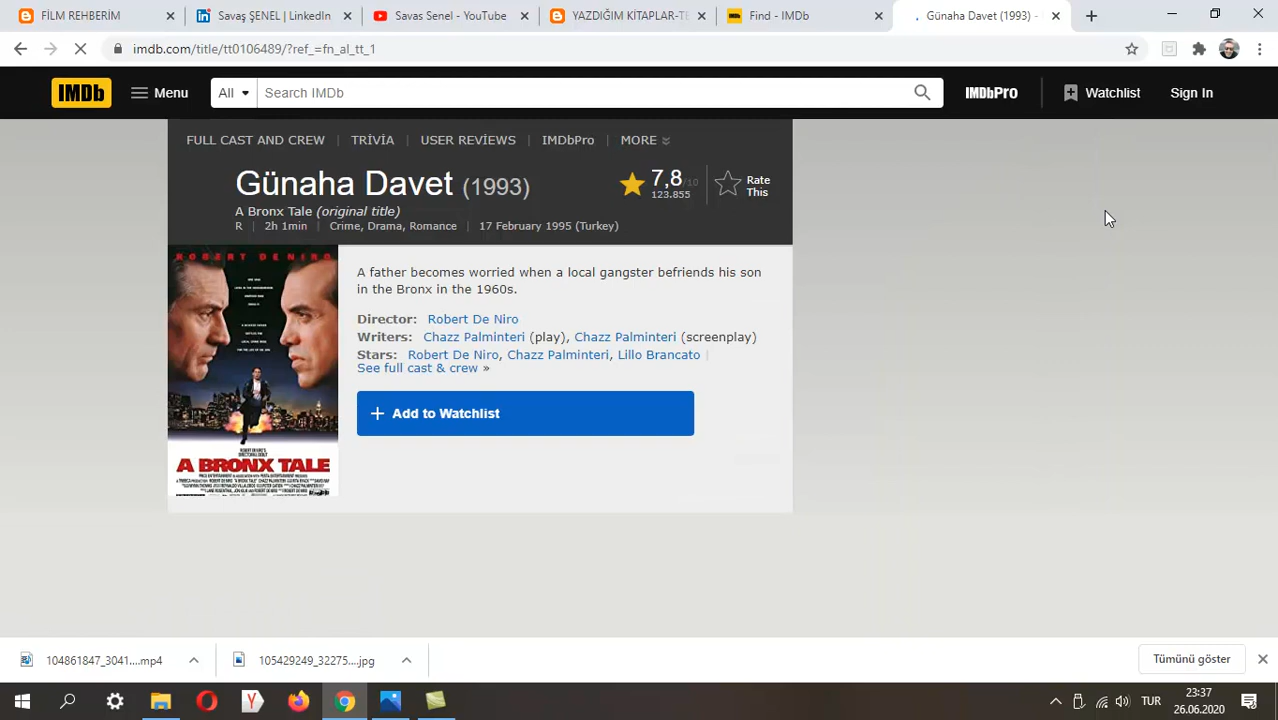 FİLM REHBERİM
Savaş ŞENEL | LinkedIn
Savas Senel - YouTube
YAZDIĞIM KİTAPLAR-TE
Find - IMDb
Günaha Davet (1993) -
imdb.com/title/tt0106489/?ref_=fn_al_tt_1
IMDb
Menu
All
Search IMDb
IMDbPro
Watchlist
Sign In
FULL CAST AND CREW | TRİVİA | USER REVİEWS | IMDbPro | MORE
Günaha Davet (1993)
7,8/10
123.855
Rate
This
A Bronx Tale (original title)
R | 2h 1min | Crime, Drama, Romance | 17 February 1995 (Turkey)
ROBERT DE NIRO
A BRONX TALE
A father becomes worried when a local gangster befriends his son
in the Bronx in the 1960s.
Director: Robert De Niro
Writers: Chazz Palminteri (play), Chazz Palminteri (screenplay)
Stars: Robert De Niro, Chazz Palminteri, Lillo Brancato |
See full cast & crew »
+ Add to Watchlist
104861847_3041....mp4
105429249_32275....jpg
Tümünü göster
TUR
23:37
26.06.2020